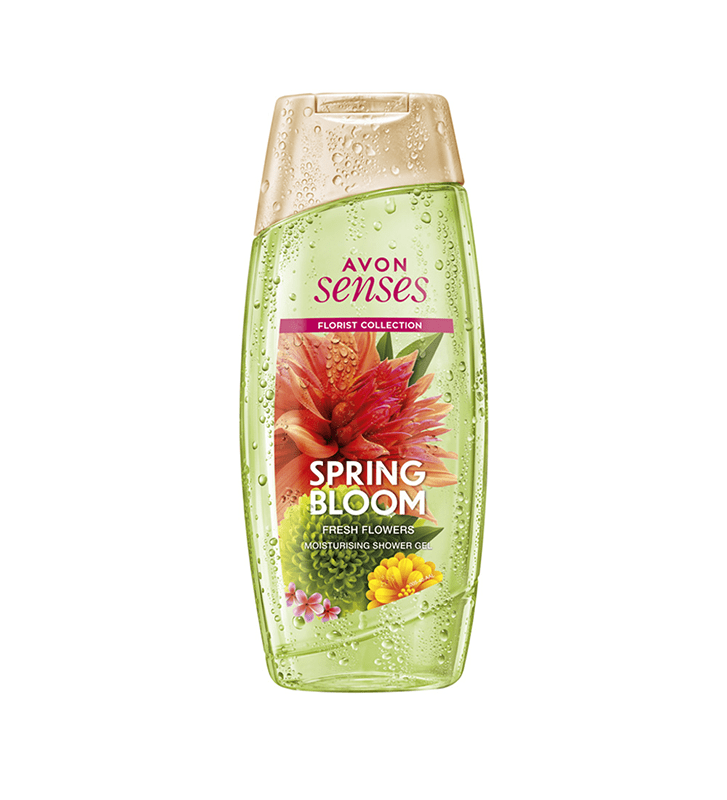 AVON
senses
FLORIST COLLECTION
SPRING
BLOOM
FRESH FLOWERS
MOISTURISING SHOWER GEL